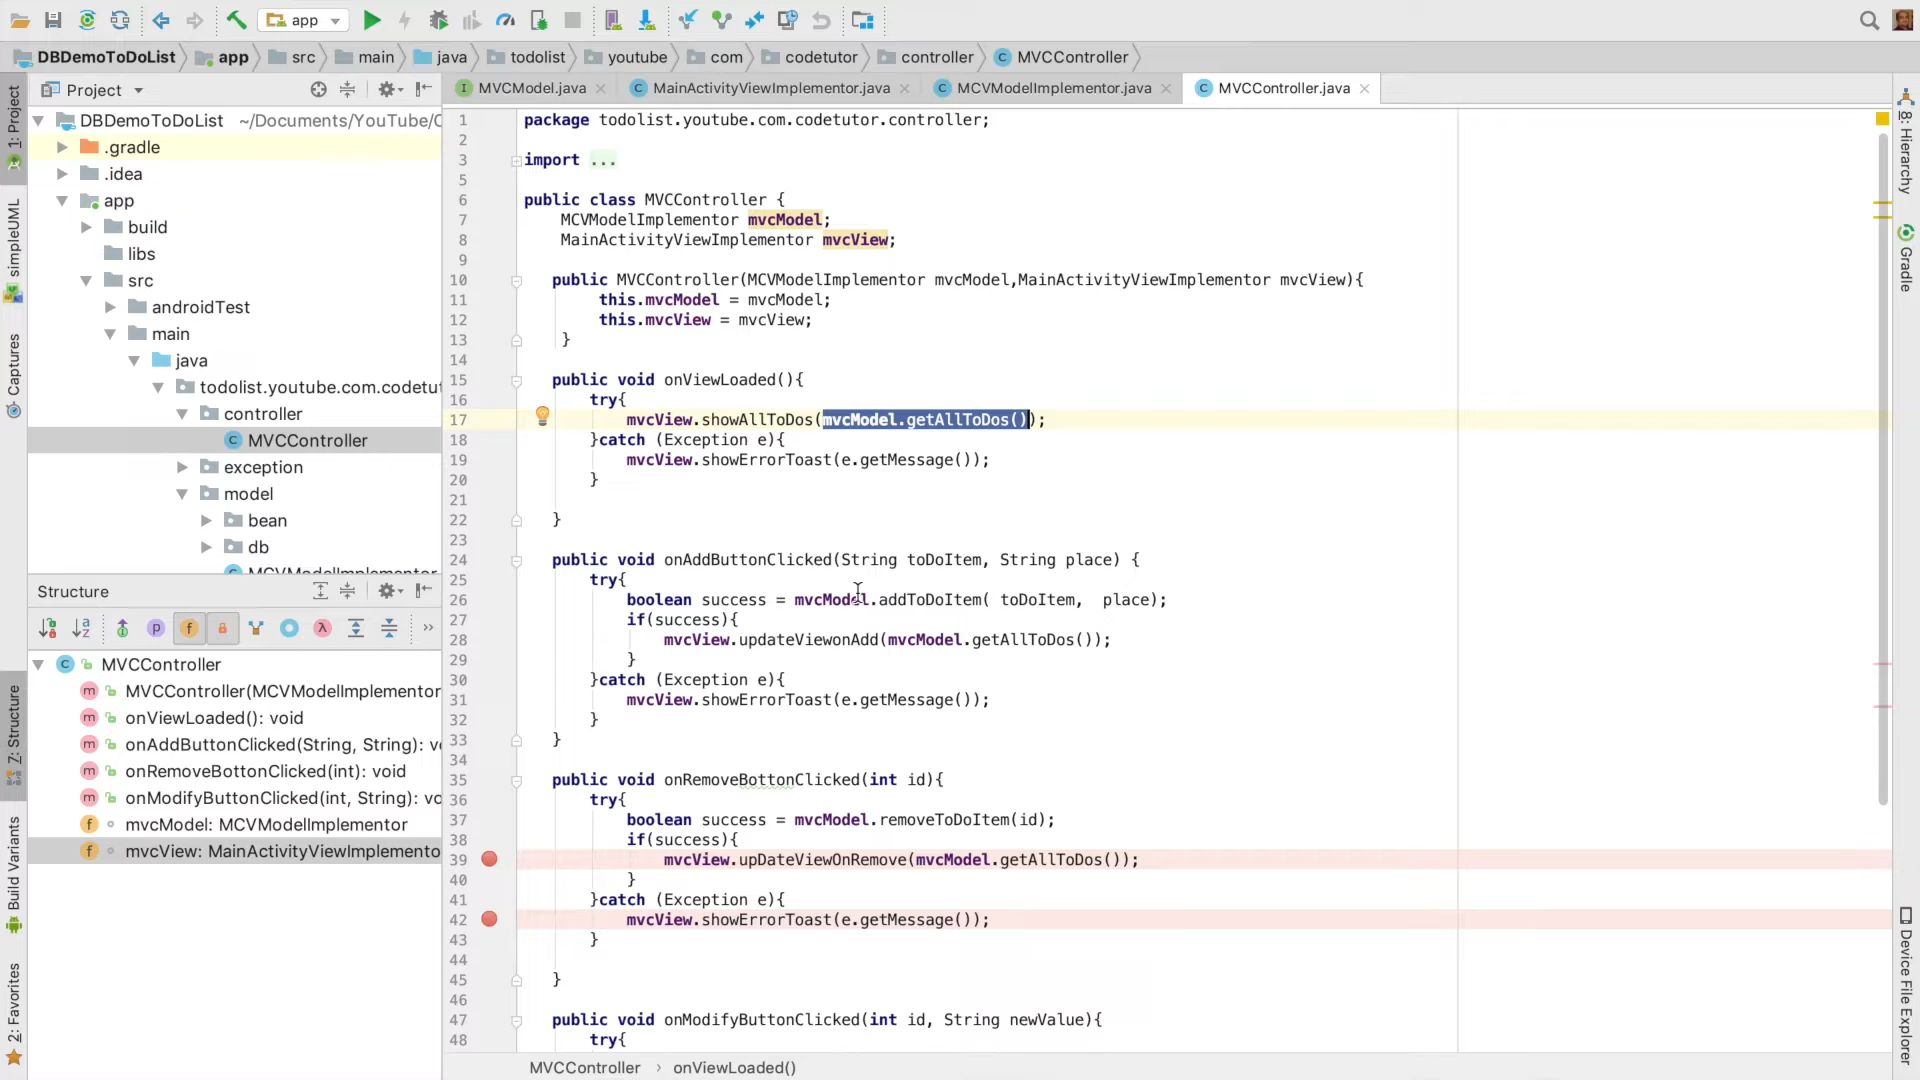 app
DBDemoToDoList
app
src
main
java
todolist
youtube
com
codetutor
controller
MVCController
Project
MVCModel.java
MainActivityViewImplementor.java
MCVModelImplementor.java
MVCController.java
1: Project
simpleUML
Captures
7: Structure
Build Variants
2: Favorites
DBDemoToDoList ~/Documents/YouTube/C
.gradle
.idea
app
build
libs
src
androidTest
main
java
todolist.youtube.com.codetut
controller
MVCController
exception
model
bean
db
MCVModelImplementor
Structure
MVCController
MVCController(MCVModelImplementor
onViewLoaded(): void
onAddButtonClicked(String, String): vo
onRemoveBottonClicked(int): void
onModifyButtonClicked(int, String): vo
mvcModel: MCVModelImplementor
mvcView: MainActivityViewImplemento
1 package todolist.youtube.com.codetutor.controller;
2
3 import ...
5
6 public class MVCController {
7 MCVModelImplementor mvcModel;
8 MainActivityViewImplementor mvcView;
9
10 public MVCController(MCVModelImplementor mvcModel,MainActivityViewImplementor mvcView){
11 this.mvcModel = mvcModel;
12 this.mvcView = mvcView;
13 }
14
15 public void onViewLoaded(){
16 try{
17 mvcView.showAllToDos(mvcModel.getAllToDos());
18 }catch (Exception e){
19 mvcView.showErrorToast(e.getMessage());
20 }
21
22 }
23
24 public void onAddButtonClicked(String toDoItem, String place) {
25 try{
26 boolean success = mvcModel.addToDoItem( toDoItem,  place);
27 if(success){
28 mvcView.updateViewonAdd(mvcModel.getAllToDos());
29 }
30 }catch (Exception e){
31 mvcView.showErrorToast(e.getMessage());
32 }
33 }
34
35 public void onRemoveBottonClicked(int id){
36 try{
37 boolean success = mvcModel.removeToDoItem(id);
38 if(success){
39 mvcView.upDateViewOnRemove(mvcModel.getAllToDos());
40 }
41 }catch (Exception e){
42 mvcView.showErrorToast(e.getMessage());
43 }
44
45 }
46
47 public void onModifyButtonClicked(int id, String newValue){
48 try{
MVCController › onViewLoaded()
8: Hierarchy
Gradle
Device File Explorer